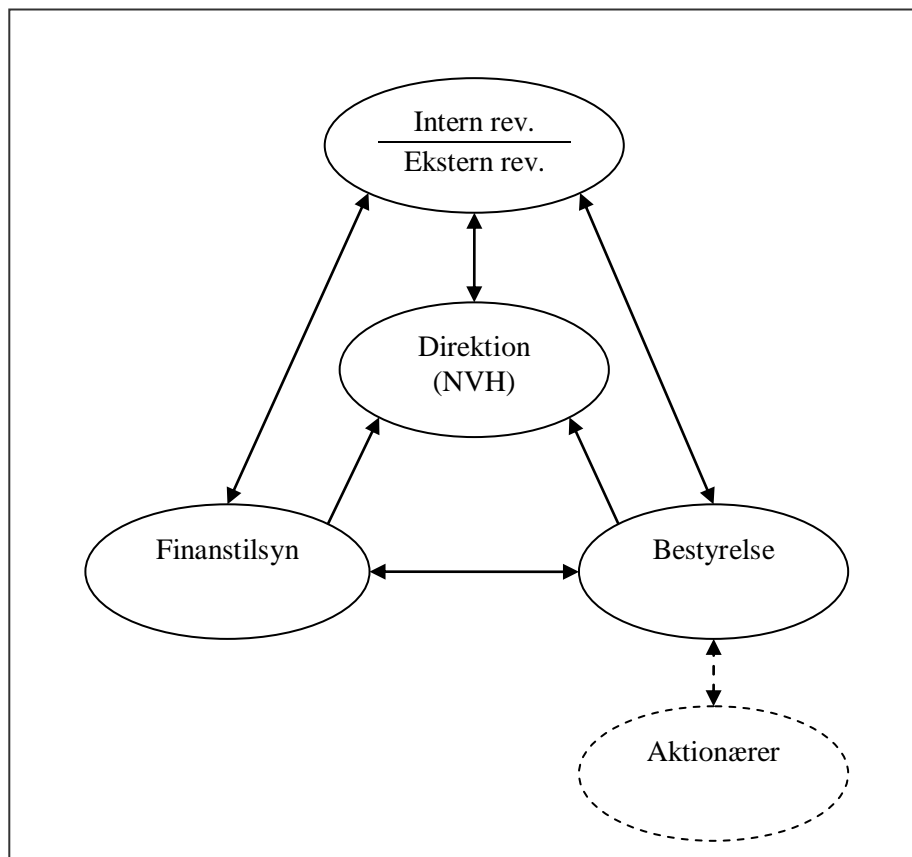 Intern rev.
Ekstern rev.
Direktion
(NVH)
Finanstilsyn
Bestyrelse
Aktionærer